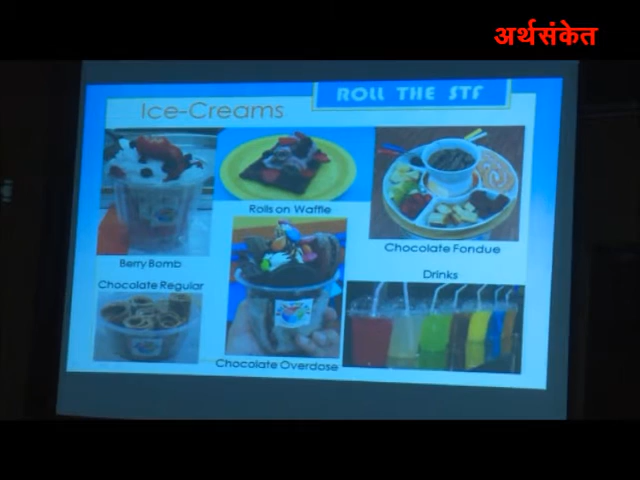 अर्थसंकेत
ROLL THE STF
Ice-Creams
Rolls on Waffle
Chocolate Fondue
Berry Bomb
Drinks
Chocolate Regular
Chocolate Overdose